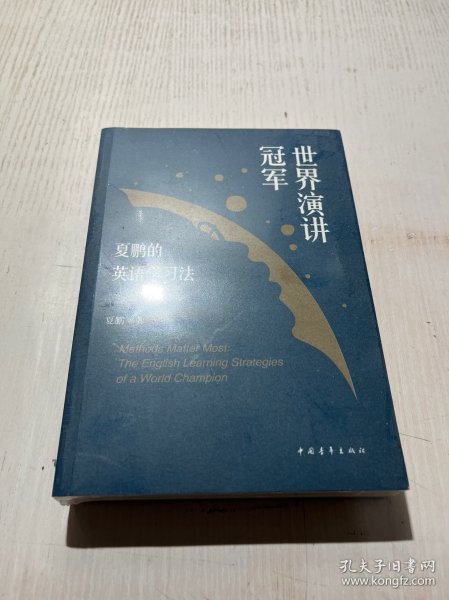 世界演讲
冠军
夏鹏的
英语学习法
夏鹏
Methods Matter Most:
The English Learning Strategies
of a World Champion
中国青年出版社
孔夫子旧书网
www.kongfz.com